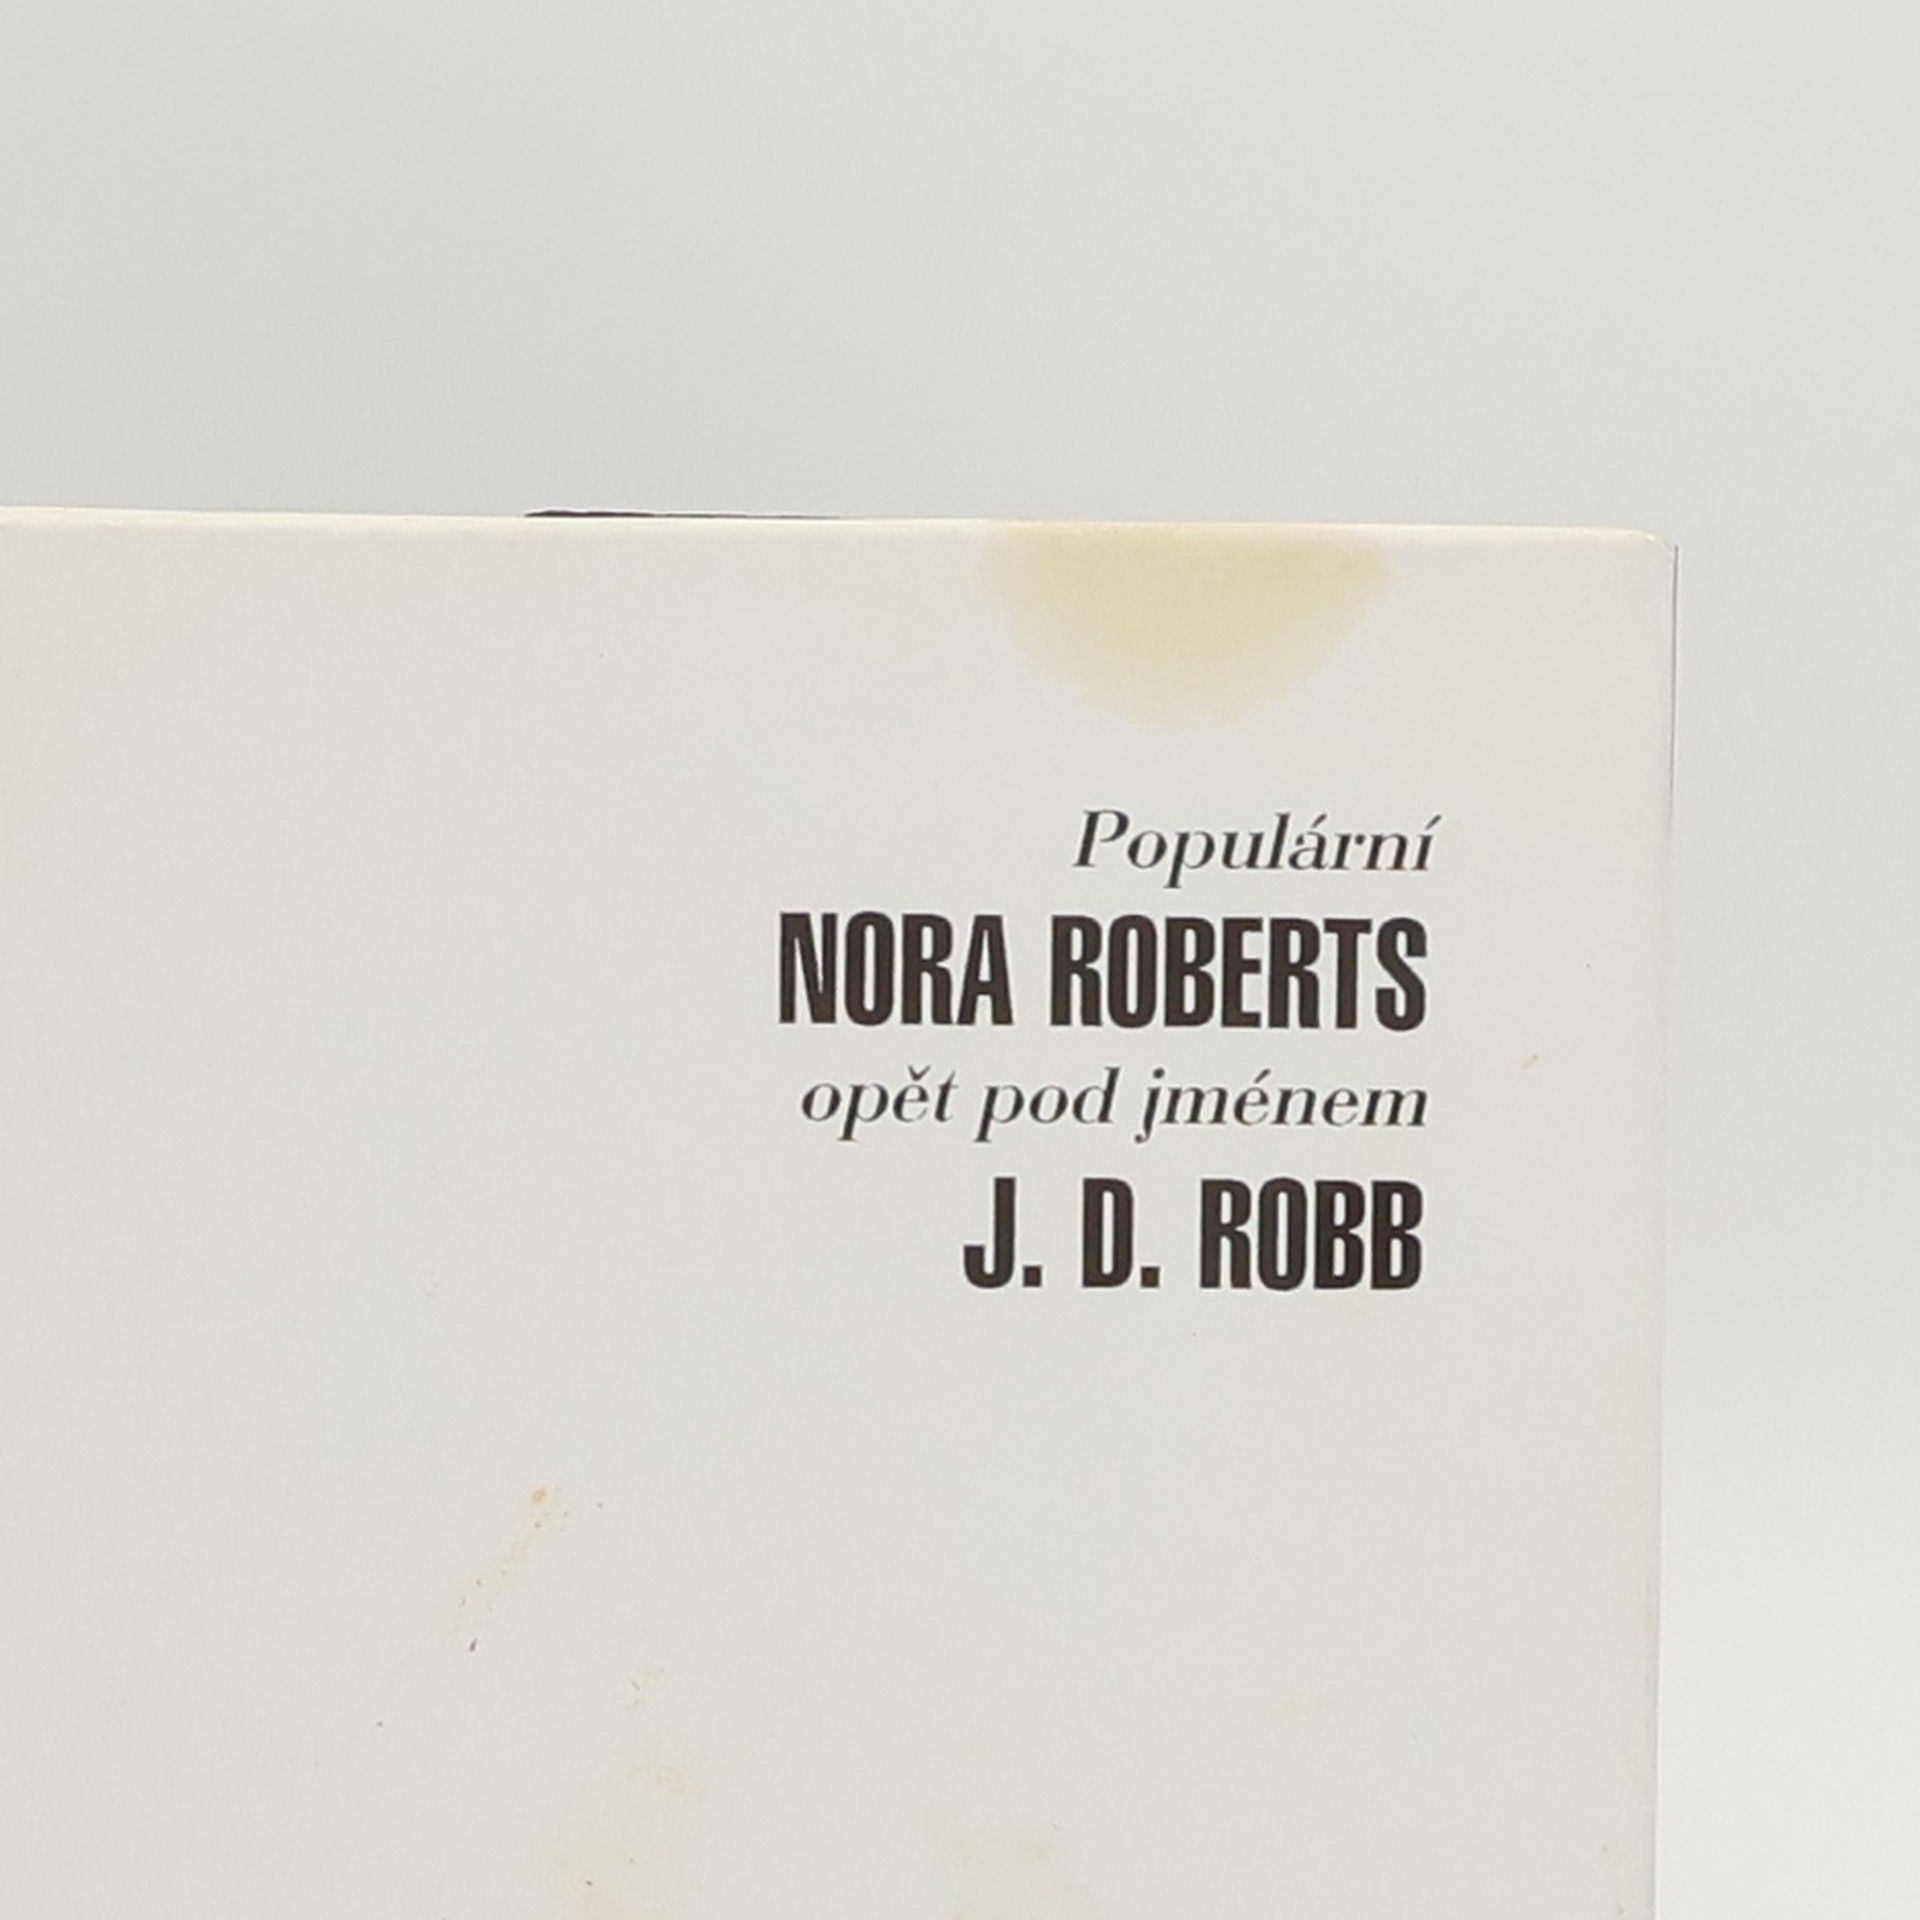 Populární
NORA ROBERTS
opět pod jménem
J. D. ROBB